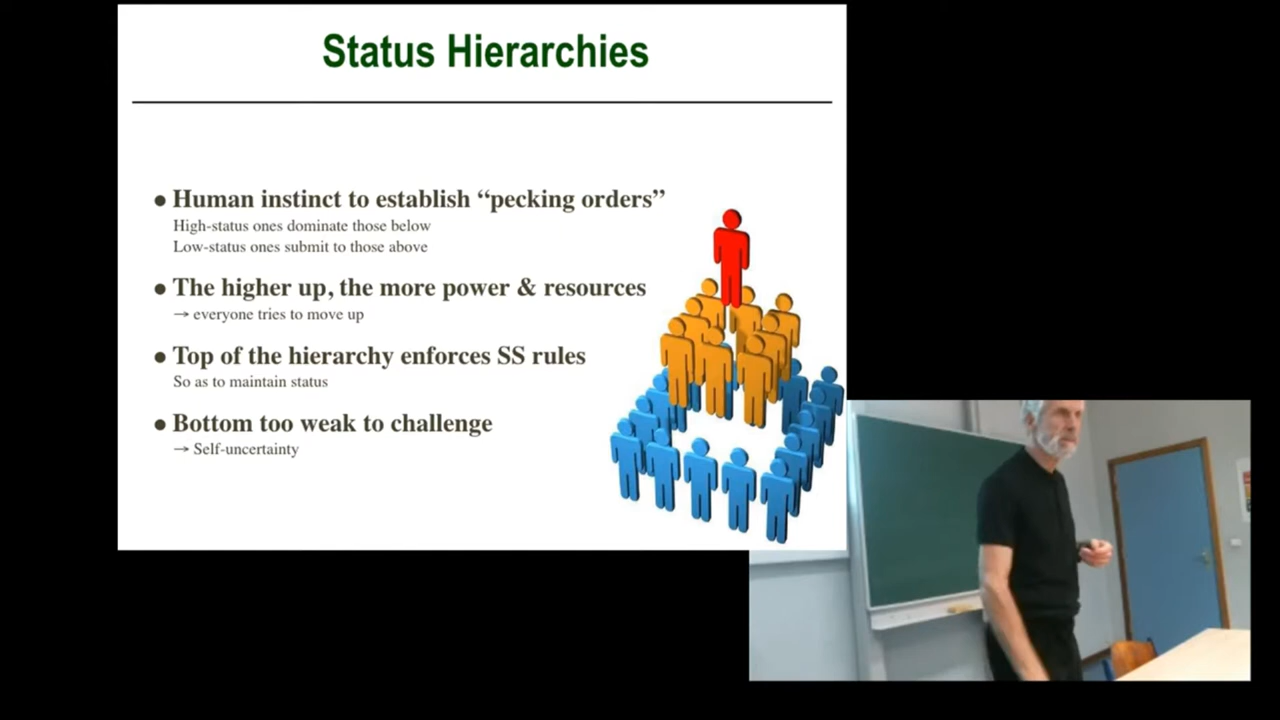 Status Hierarchies
● Human instinct to establish “pecking orders”
High-status ones dominate those below
Low-status ones submit to those above
● The higher up, the more power & resources
→ everyone tries to move up
● Top of the hierarchy enforces SS rules
So as to maintain status
● Bottom too weak to challenge
→ Self-uncertainty